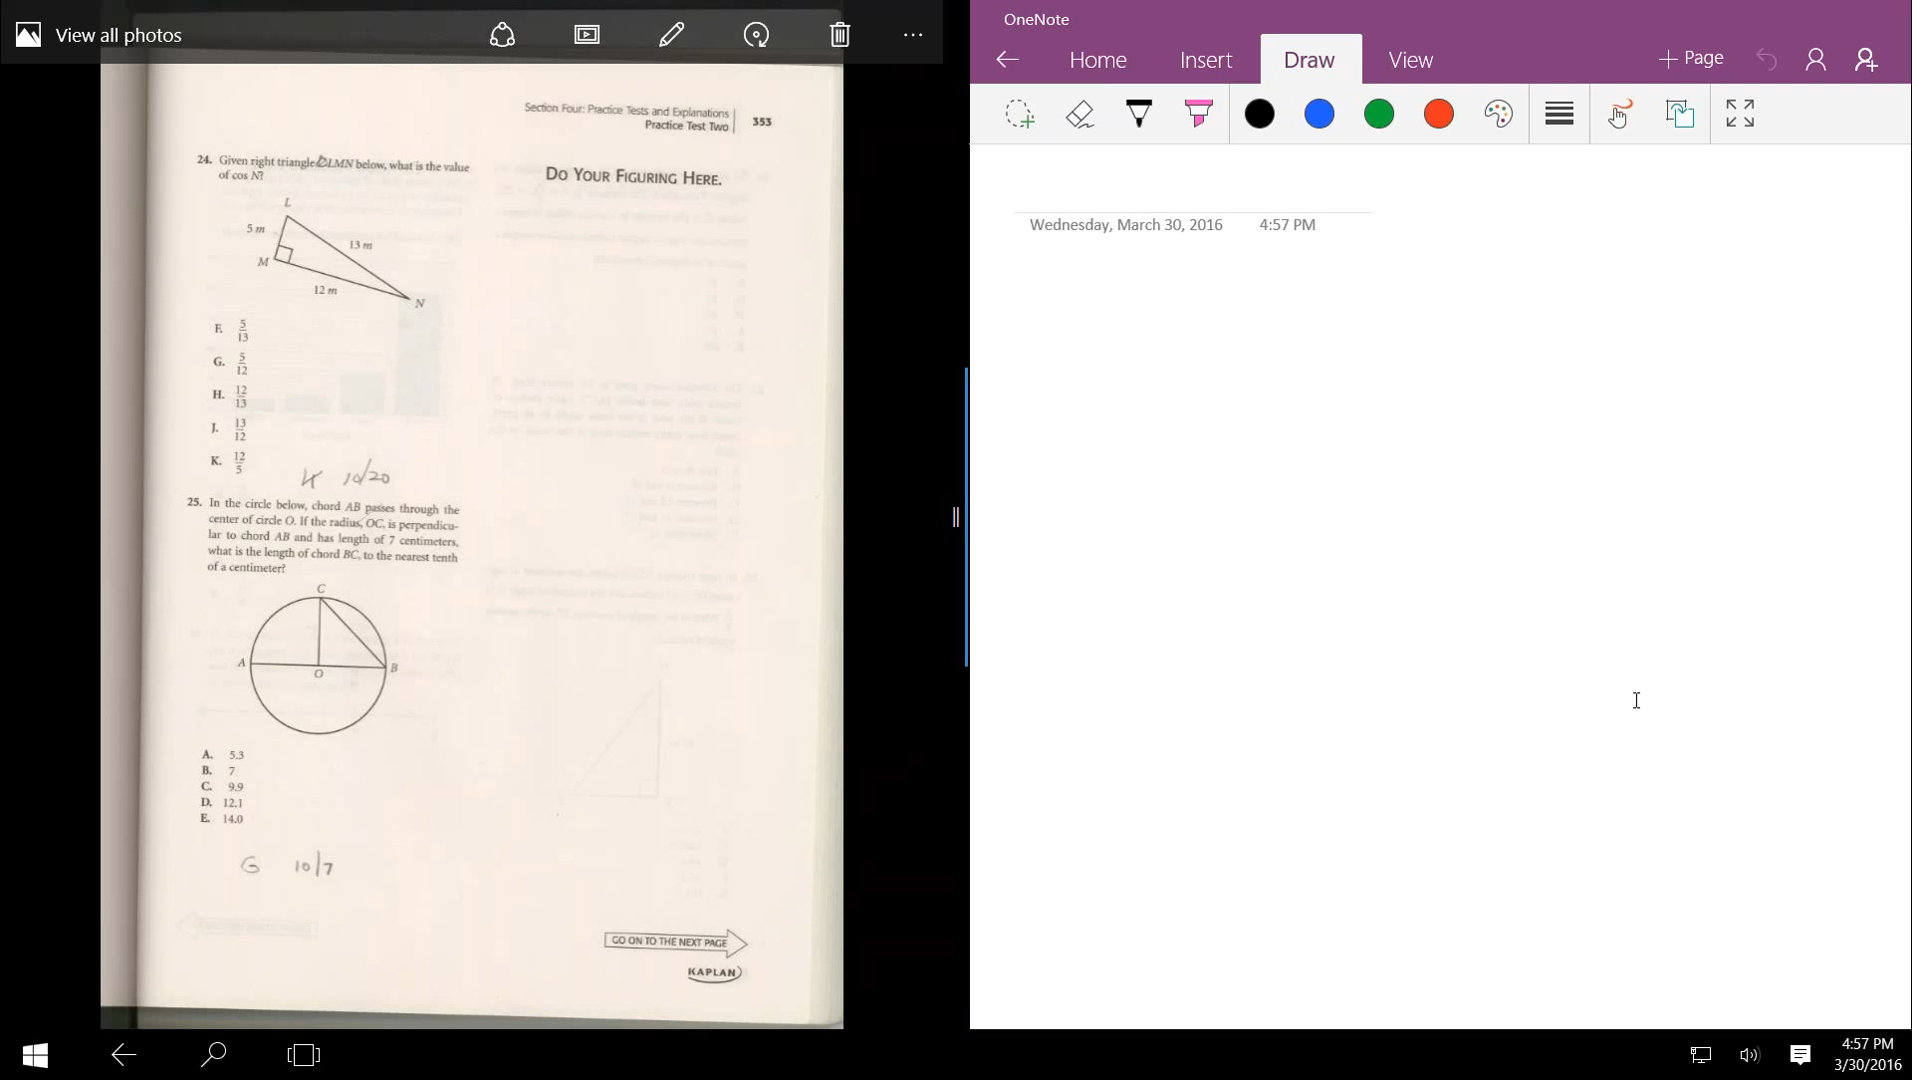 View all photos
OneNote
Home
Insert
Draw
View
Page
Wednesday, March 30, 2016
4:57 PM
Section Four: Practice Tests and Explanations
Practice Test Two
353
24. Given right triangle △LMN below, what is the value
of cos N?
L
5 m
13 m
M
12 m
N
F. 5/13
G. 5/12
H. 12/13
J. 13/12
K. 12/5
10/20
DO YOUR FIGURING HERE.
25. In the circle below, chord AB passes through the
center of circle O. If the radius, OC, is perpendicu-
lar to chord AB and has length of 7 centimeters,
what is the length of chord BC, to the nearest tenth
of a centimeter?
C
A
O
B
A. 5.3
B. 7
C. 9.9
D. 12.1
E. 14.0
G 10/7
GO ON TO THE NEXT PAGE
KAPLAN
4:57 PM
3/30/2016